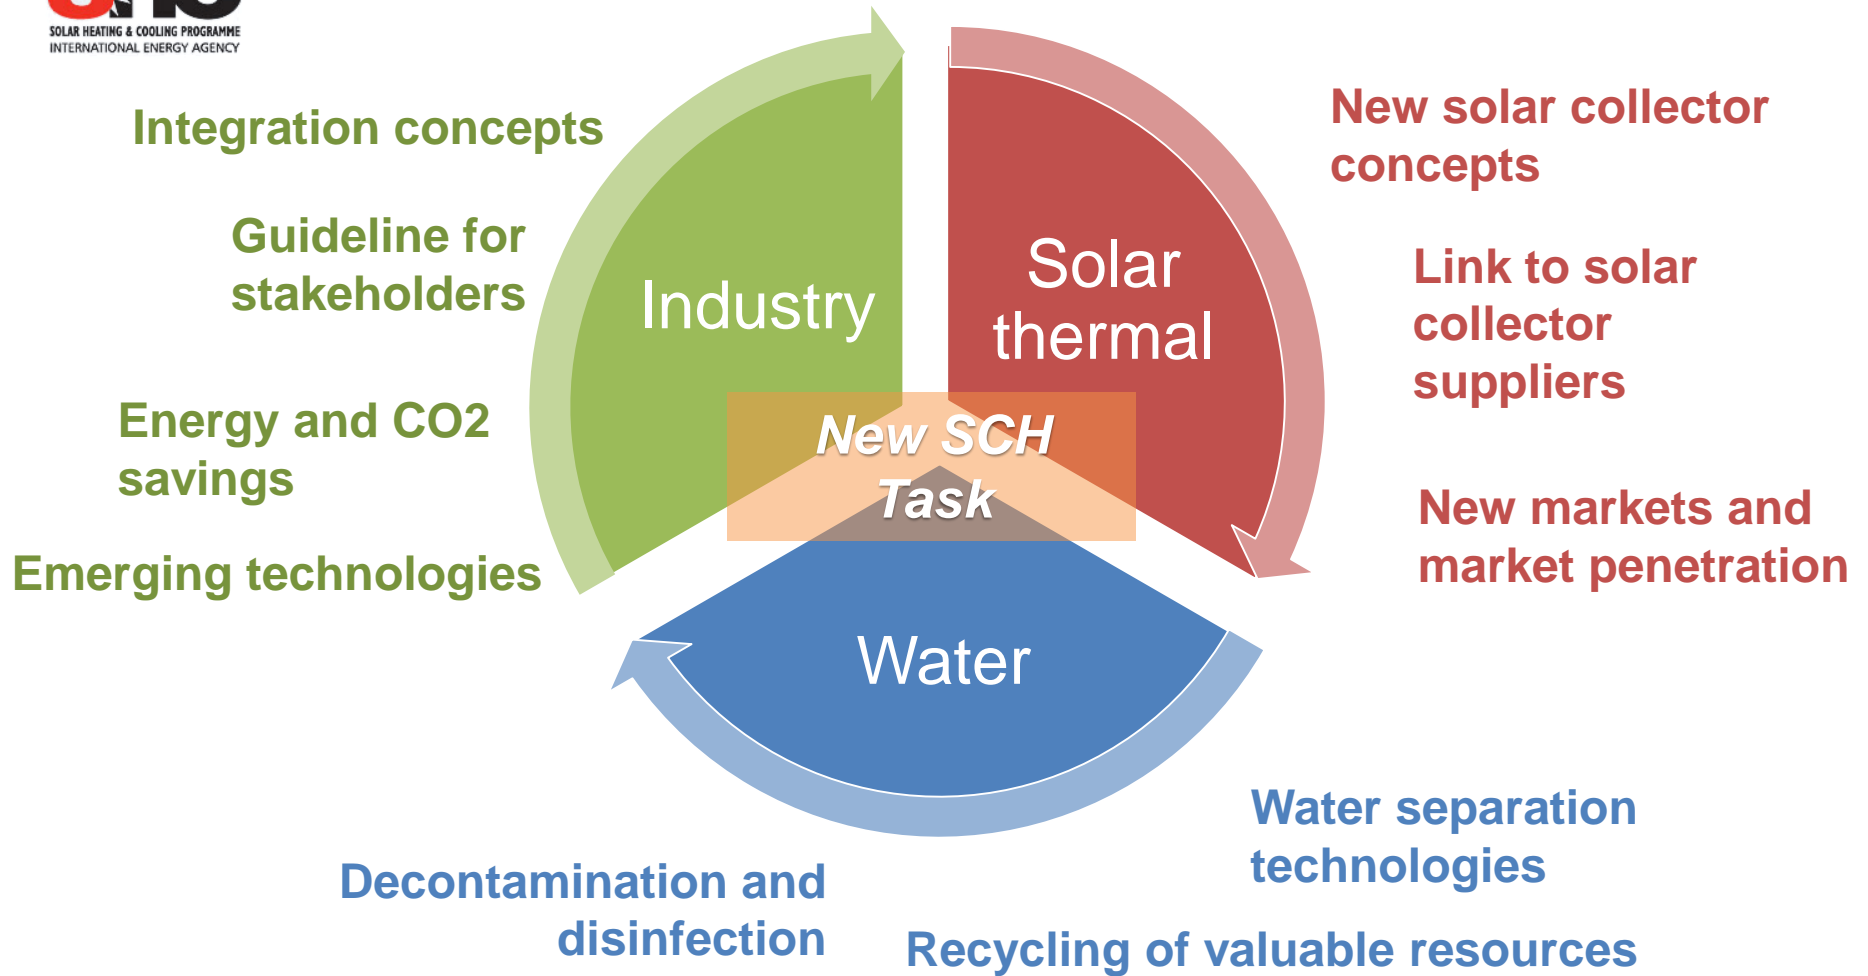 SOLAR HEATING & COOLING PROGRAMME
INTERNATIONAL ENERGY AGENCY
Integration concepts
Guideline for
stakeholders
Energy and CO2
savings
Emerging technologies
Industry
Solar
thermal
New SCH
Task
Water
New solar collector
concepts
Link to solar
collector
suppliers
New markets and
market penetration
Water separation
technologies
Decontamination and
disinfection
Recycling of valuable resources